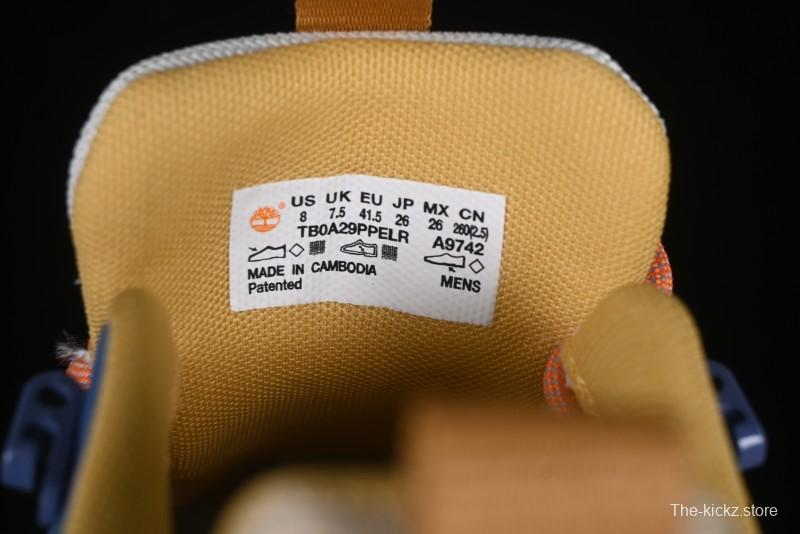 US UK EU JP MX CN
8 7.5 41.5 26 26 260(2.5)
TB0A29PPELR A9742
MADE IN CAMBODIA
Patented MENS
The-kickz.store